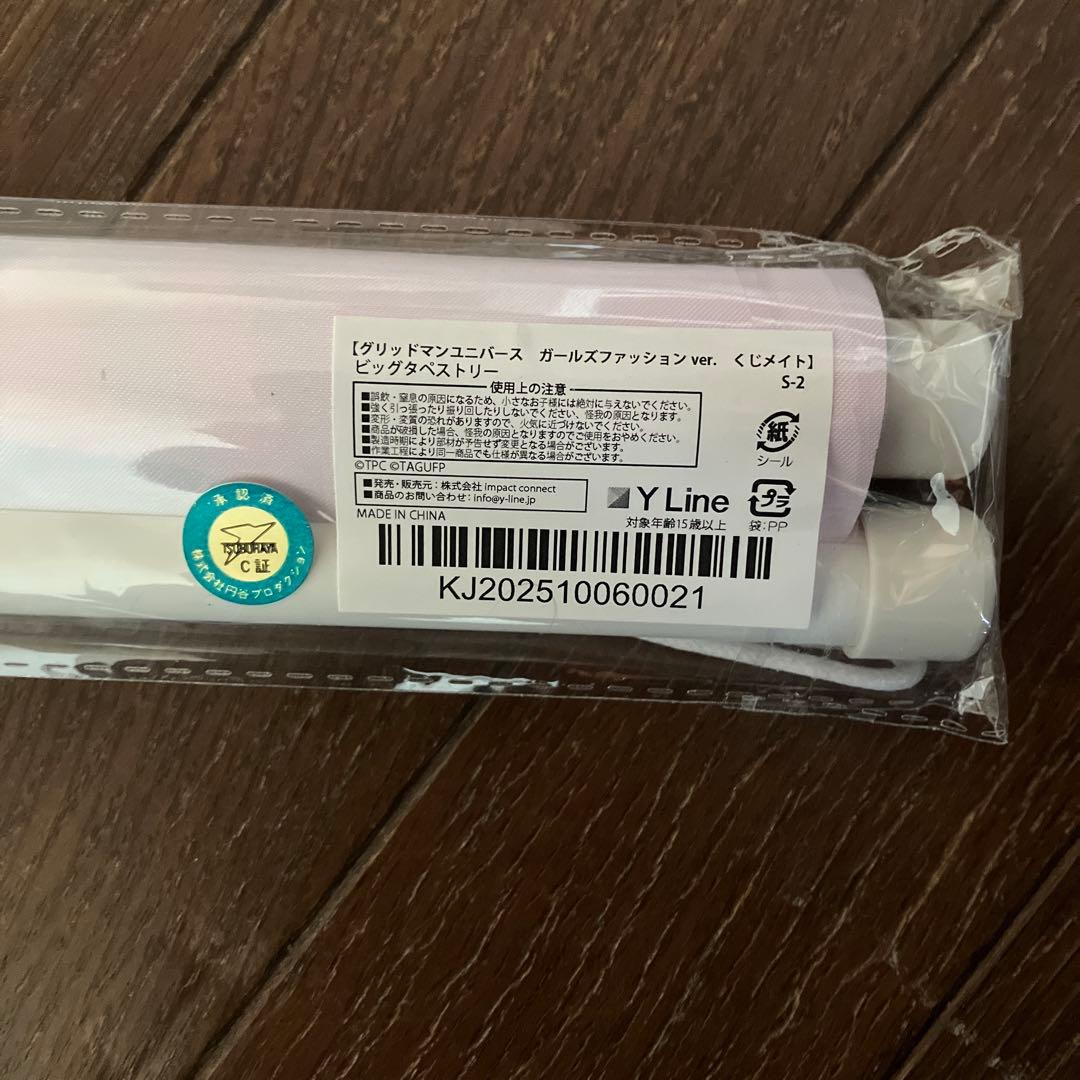 【グリッドマンユニバース ガールズファッション ver. くじメイト】
ビッグタペストリー
S-2
使用上の注意
■誤飲・窒息の原因になるため、小さなお子様には絶対に与えないでください。
■強く引っ張ったり振り回したりしないでください、怪我の原因となります。
■変形・変質の恐れがありますので、火気に近づけないでください。
■商品が破損した場合、怪我の原因となりますのでご使用をおやめください。
■製造時期により部材が予告せず変更となる場合がございます。
■作業工程により同一商品でも仕様が異なる場合がございます。
紙
シール
©TPC ©TAGUFP
■発売・販売元：株式会社 impact connect
■商品のお問い合わせ：info@y-line.jp
Y Line
対象年齢15歳以上
プラ
袋：PP
MADE IN CHINA
KJ202510060021
承認済
TSUBURAYA
C証
株式会社円谷プロダクション